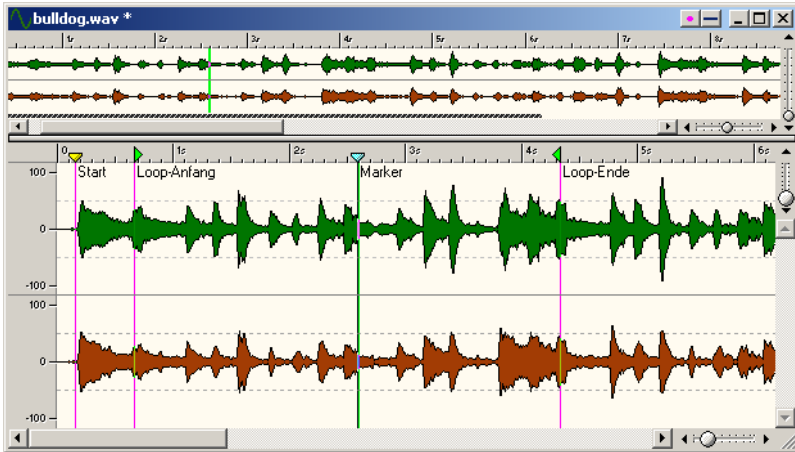 bulldog.wav *
1s 2s 3s 4s 5s 6s 7s 8s
0s 1s 2s 3s 4s 5s 6s
100 Start Loop-Anfang Marker Loop-Ende
0
-100
100
0
-100